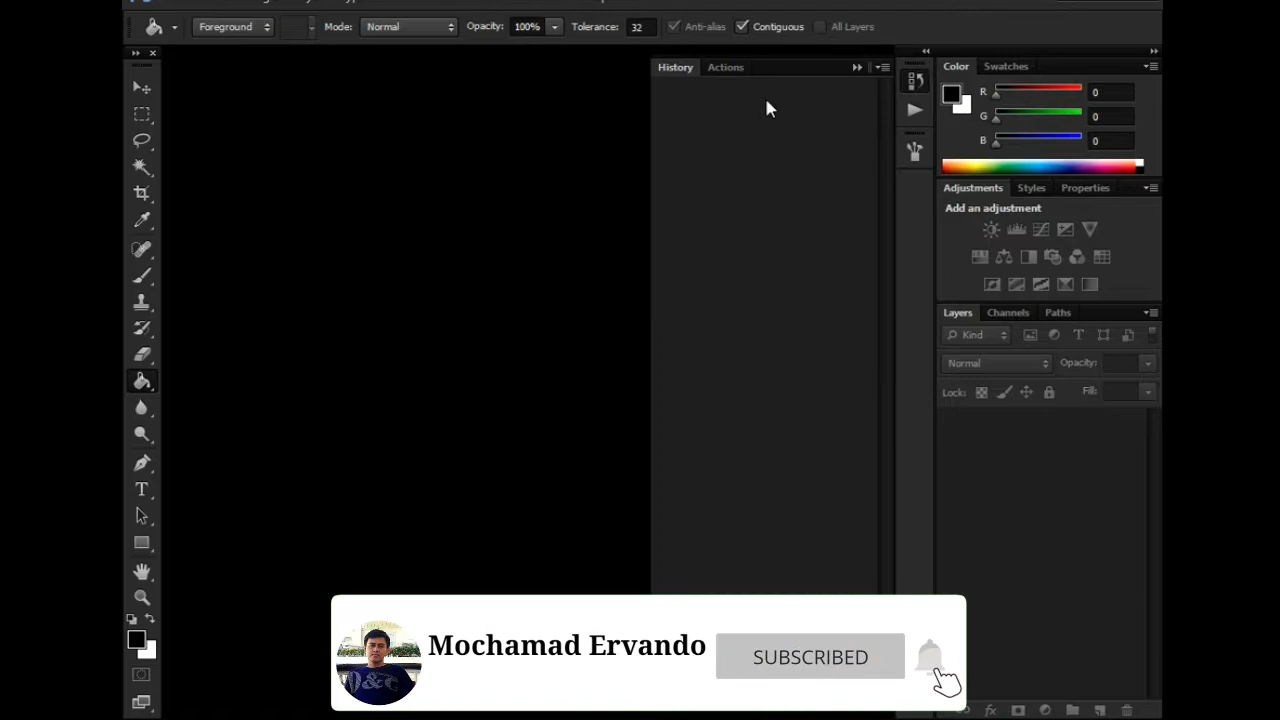 Foreground Mode: Normal Opacity: 100% Tolerance: 32 Anti-alias Contiguous All Layers
History Actions
Color Swatches
R 0
G 0
B 0
Adjustments Styles Properties
Add an adjustment
Layers Channels Paths
Kind
Normal Opacity:
Lock: Fill:
Mochamad Ervando SUBSCRIBED